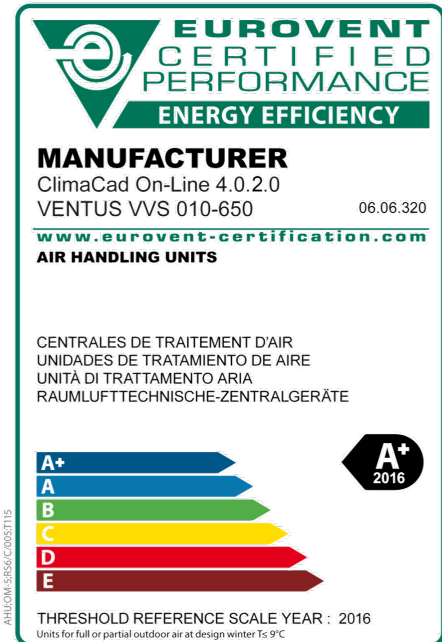 EUROVENT
CERTIFIED
PERFORMANCE
ENERGY EFFICIENCY
MANUFACTURER
ClimaCad On-Line 4.0.2.0
VENTUS VVS 010-650 06.06.320
www.eurovent-certification.com
AIR HANDLING UNITS
CENTRALES DE TRAITEMENT D'AIR
UNIDADES DE TRATAMIENTO DE AIRE
UNITÀ DI TRATTAMENTO ARIA
RAUMLUFTTECHNISCHE-ZENTRALGERÄTE
A+
A
B
C
D
E
A+
2016
THRESHOLD REFERENCE SCALE YEAR : 2016
Units for full or partial outdoor air at design winter T≤ 9°C
AHU;OM-5;RS6/C/005;T115